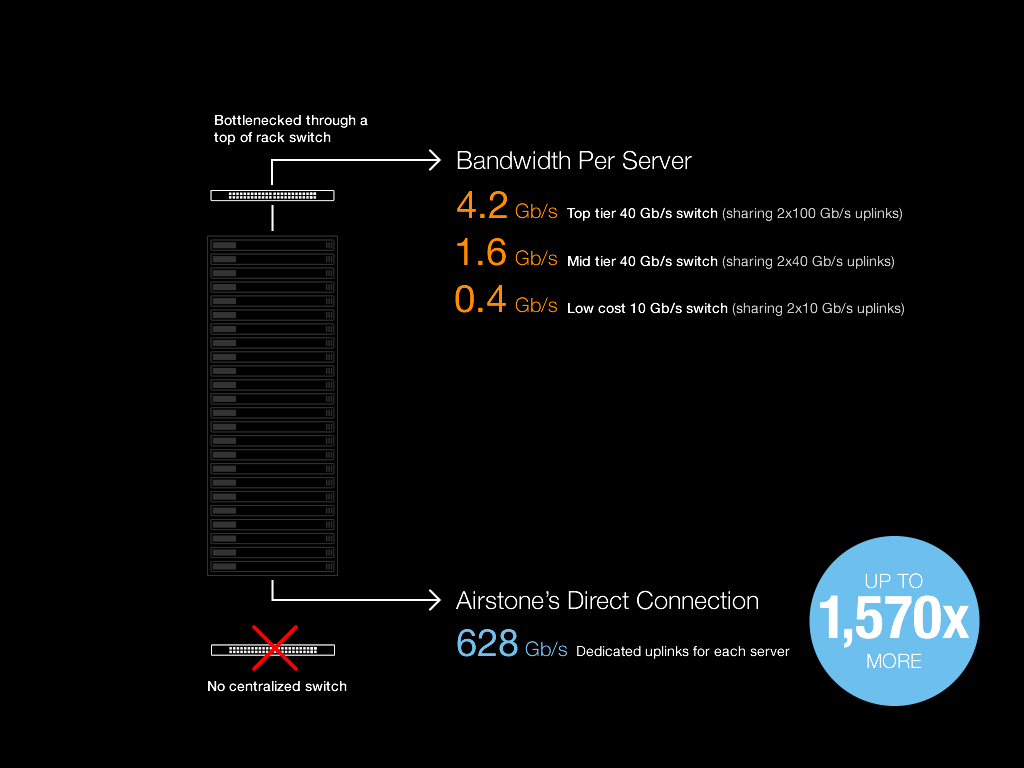 Bottlenecked through a
top of rack switch
Bandwidth Per Server
4.2 Gb/s Top tier 40 Gb/s switch (sharing 2x100 Gb/s uplinks)
1.6 Gb/s Mid tier 40 Gb/s switch (sharing 2x40 Gb/s uplinks)
0.4 Gb/s Low cost 10 Gb/s switch (sharing 2x10 Gb/s uplinks)
Airstone’s Direct Connection
628 Gb/s Dedicated uplinks for each server
UP TO
1,570x
MORE
No centralized switch